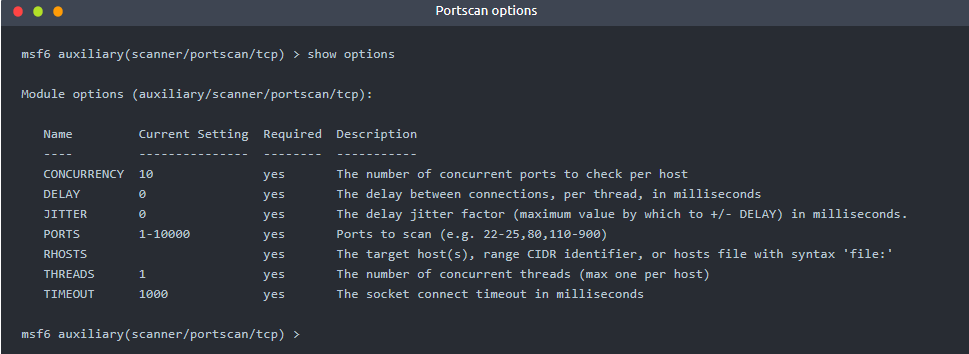 Portscan options
msf6 auxiliary(scanner/portscan/tcp) > show options
Module options (auxiliary/scanner/portscan/tcp):
Name Current Setting Required Description
---- --------------- -------- -----------
CONCURRENCY 10 yes The number of concurrent ports to check per host
DELAY 0 yes The delay between connections, per thread, in milliseconds
JITTER 0 yes The delay jitter factor (maximum value by which to +/- DELAY) in milliseconds.
PORTS 1-10000 yes Ports to scan (e.g. 22-25,80,110-900)
RHOSTS yes The target host(s), range CIDR identifier, or hosts file with syntax 'file:'
THREADS 1 yes The number of concurrent threads (max one per host)
TIMEOUT 1000 yes The socket connect timeout in milliseconds
msf6 auxiliary(scanner/portscan/tcp) >